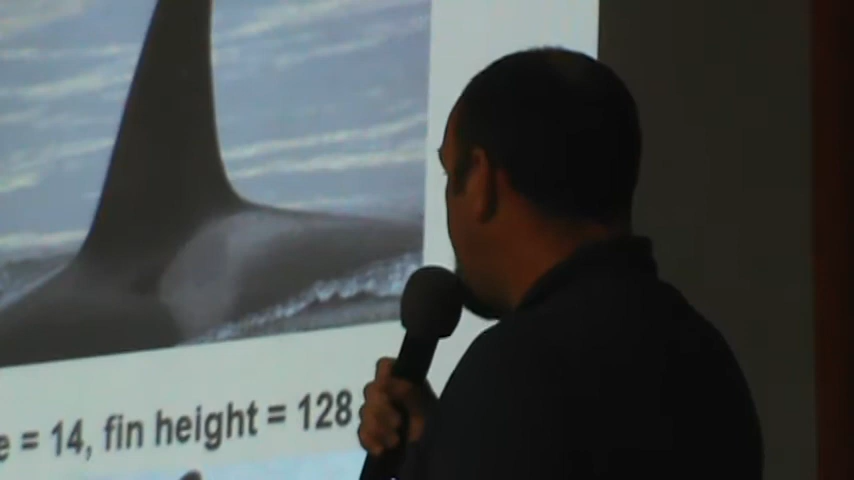 e = 14, fin height = 128